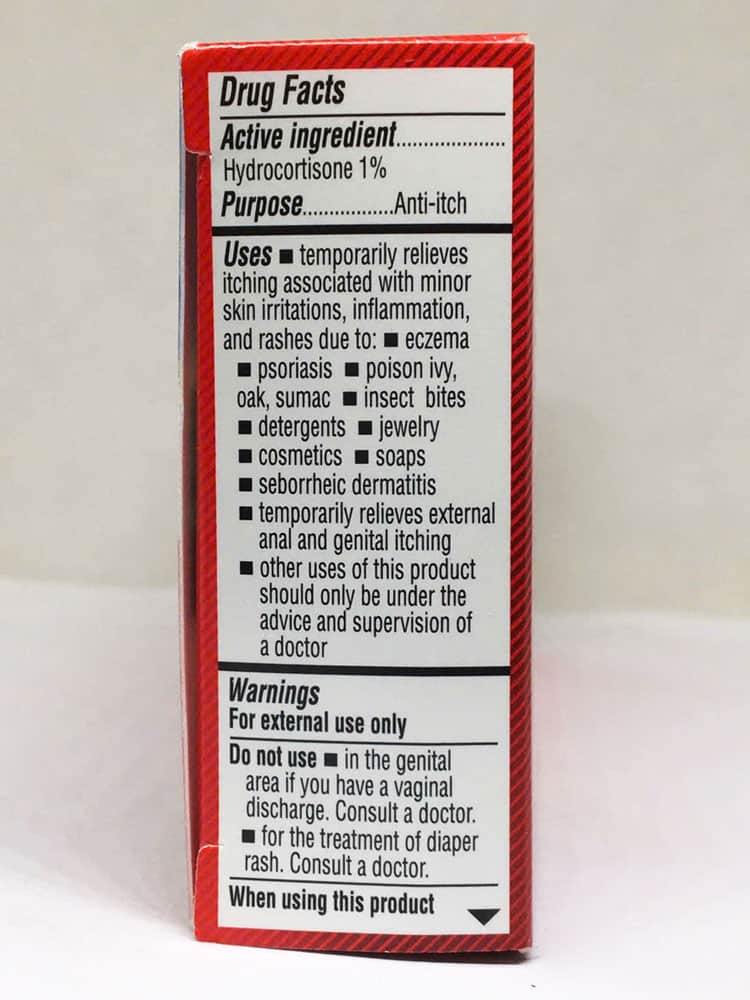 Drug Facts
Active ingredient....................
Hydrocortisone 1%
Purpose.................Anti-itch
Uses ■ temporarily relieves
itching associated with minor
skin irritations, inflammation,
and rashes due to: ■ eczema
■ psoriasis ■ poison ivy,
oak, sumac ■ insect bites
■ detergents ■ jewelry
■ cosmetics ■ soaps
■ seborrheic dermatitis
■ temporarily relieves external
anal and genital itching
■ other uses of this product
should only be under the
advice and supervision of
a doctor
Warnings
For external use only
Do not use ■ in the genital
area if you have a vaginal
discharge. Consult a doctor.
■ for the treatment of diaper
rash. Consult a doctor.
When using this product